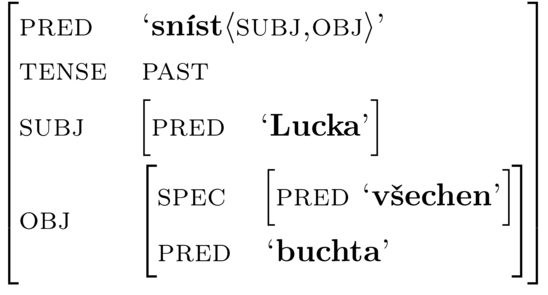 PRED ‘sníst⟨SUBJ,OBJ⟩’
TENSE PAST
SUBJ [PRED ‘Lucka’]
SPEC [PRED ‘všechen’]
OBJ
PRED ‘buchta’